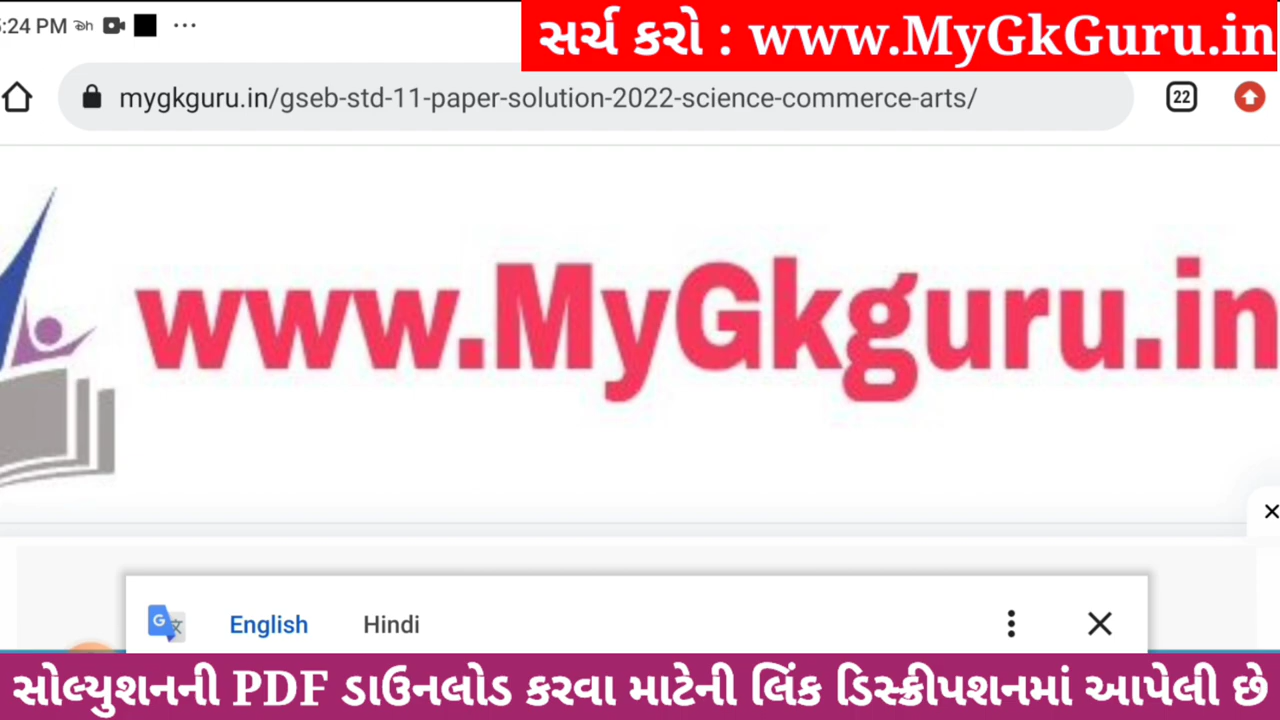 :24 PM
સર્ચ કરો : www.MyGkGuru.in
mygkguru.in/gseb-std-11-paper-solution-2022-science-commerce-arts/
22
www.MyGkguru.in
English Hindi
સોલ્યુશનની PDF ડાઉનલોડ કરવા માટેની લિંક ડિસ્ક્રીપશનમાં આપેલી છે